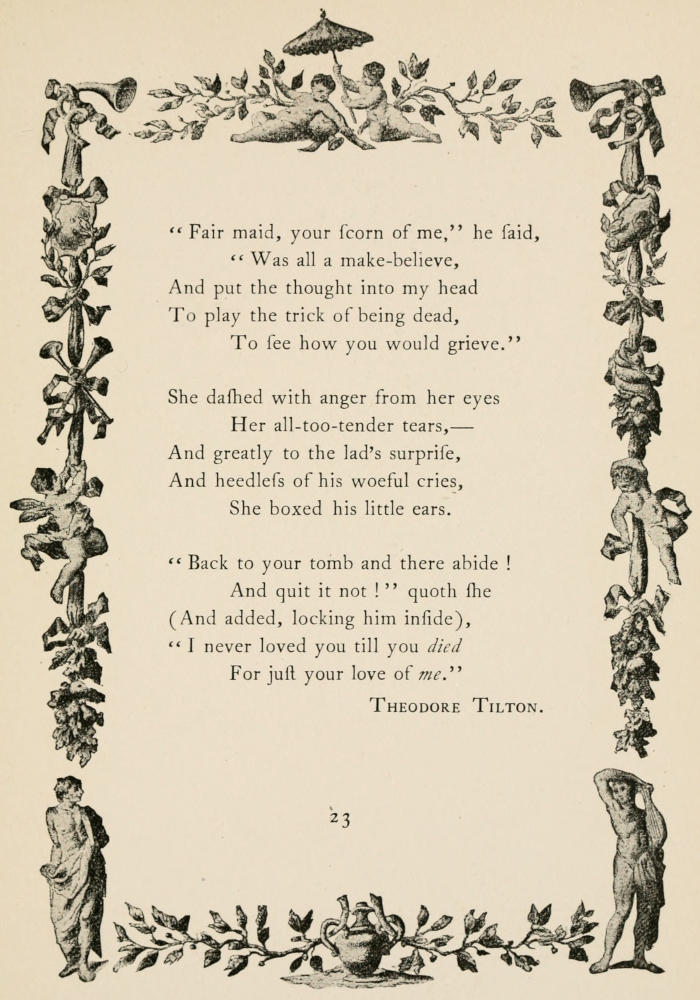 “ Fair maid, your ſcorn of me,” he ſaid,
“ Was all a make-believe,
And put the thought into my head
To play the trick of being dead,
To ſee how you would grieve.”
She daſhed with anger from her eyes
Her all-too-tender tears,—
And greatly to the lad’s surpriſe,
And heedleſs of his woeful cries,
She boxed his little ears.
“ Back to your tomb and there abide !
And quit it not ! ” quoth ſhe
(And added, locking him inſide),
“ I never loved you till you died
For juſt your love of me.”
THEODORE TILTON.
23